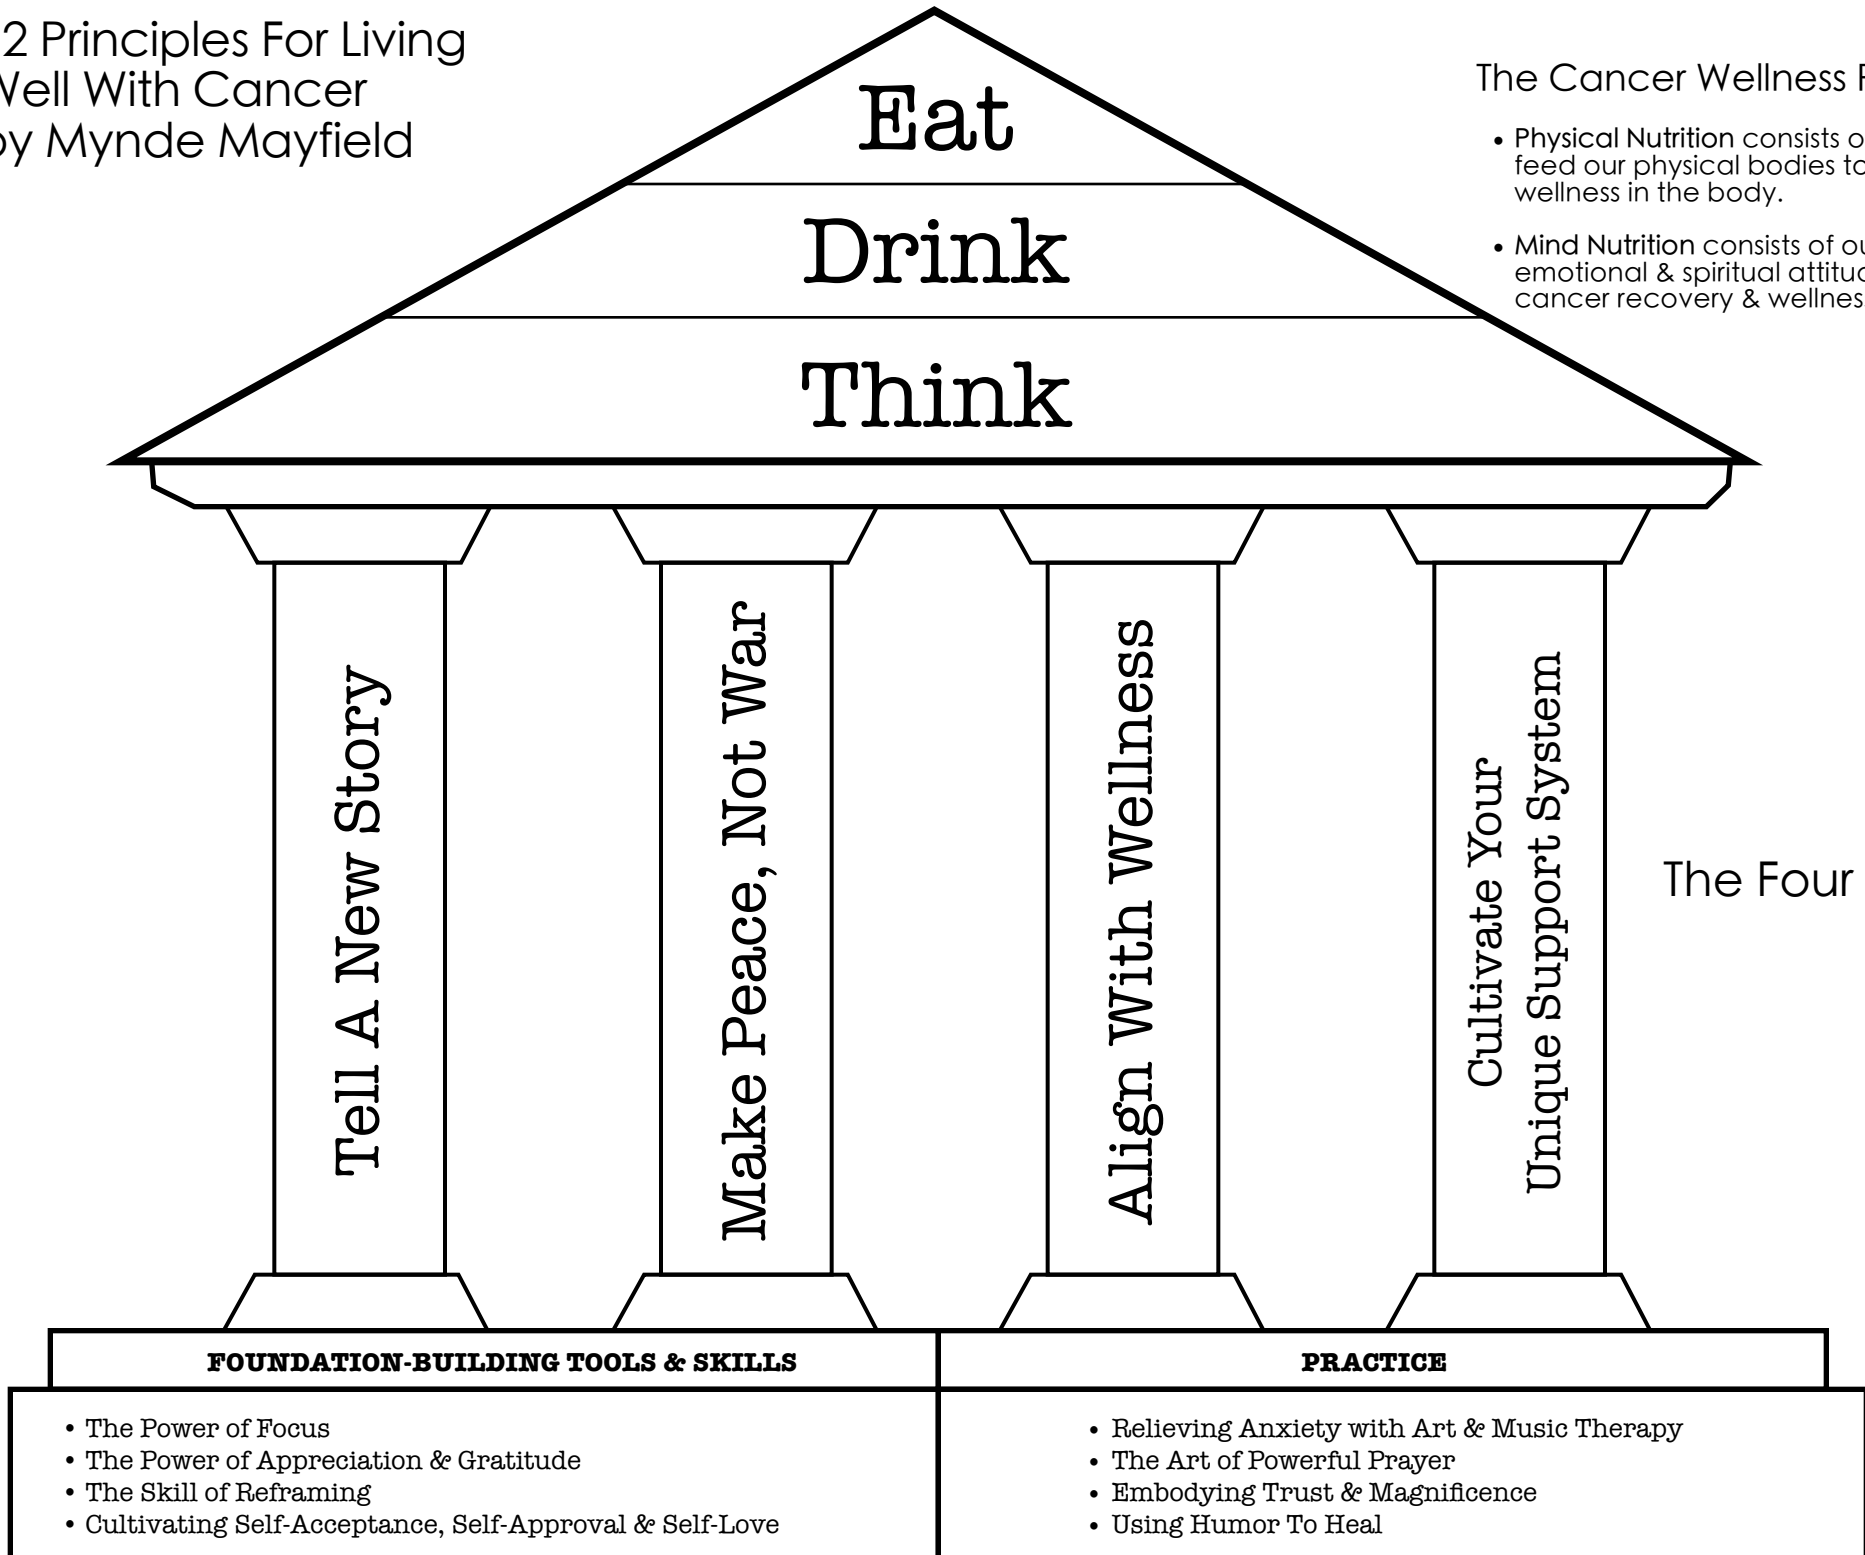 2 Principles For Living
Well With Cancer
by Mynde Mayfield
Eat
Drink
Think
The Cancer Wellness
• Physical Nutrition consists
feed our physical bodies
wellness in the body.
• Mind Nutrition consists of
emotional & spiritual
cancer recovery &
Tell A New Story
Make Peace, Not War
Align With Wellness
Cultivate Your
Unique Support System
The Four
FOUNDATION-BUILDING TOOLS & SKILLS
• The Power of Focus
• The Power of Appreciation & Gratitude
• The Skill of Reframing
• Cultivating Self-Acceptance, Self-Approval & Self-Love
PRACTICE
• Relieving Anxiety with Art & Music Therapy
• The Art of Powerful Prayer
• Embodying Trust & Magnificence
• Using Humor To Heal